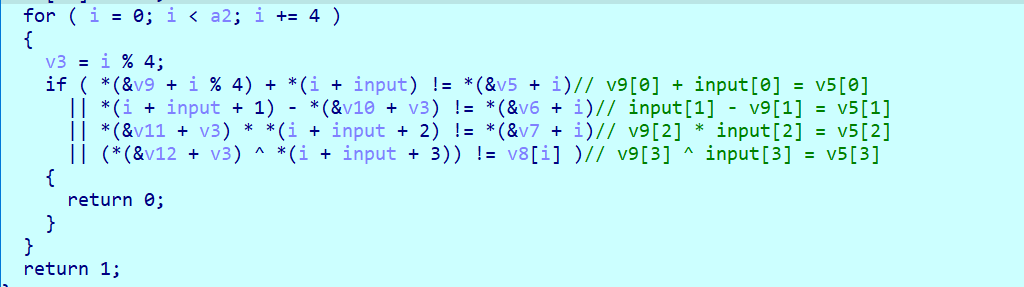 for ( i = 0; i < a2; i += 4 )
{
v3 = i % 4;
if ( *(&v9 + i % 4) + *(i + input) != *(&v5 + i)// v9[0] + input[0] = v5[0]
|| *(i + input + 1) - *(&v10 + v3) != *(&v6 + i)// input[1] - v9[1] = v5[1]
|| *(&v11 + v3) * *(i + input + 2) != *(&v7 + i)// v9[2] * input[2] = v5[2]
|| (*(&v12 + v3) ^ *(i + input + 3)) != v8[i] )// v9[3] ^ input[3] = v5[3]
{
return 0;
}
}
return 1;